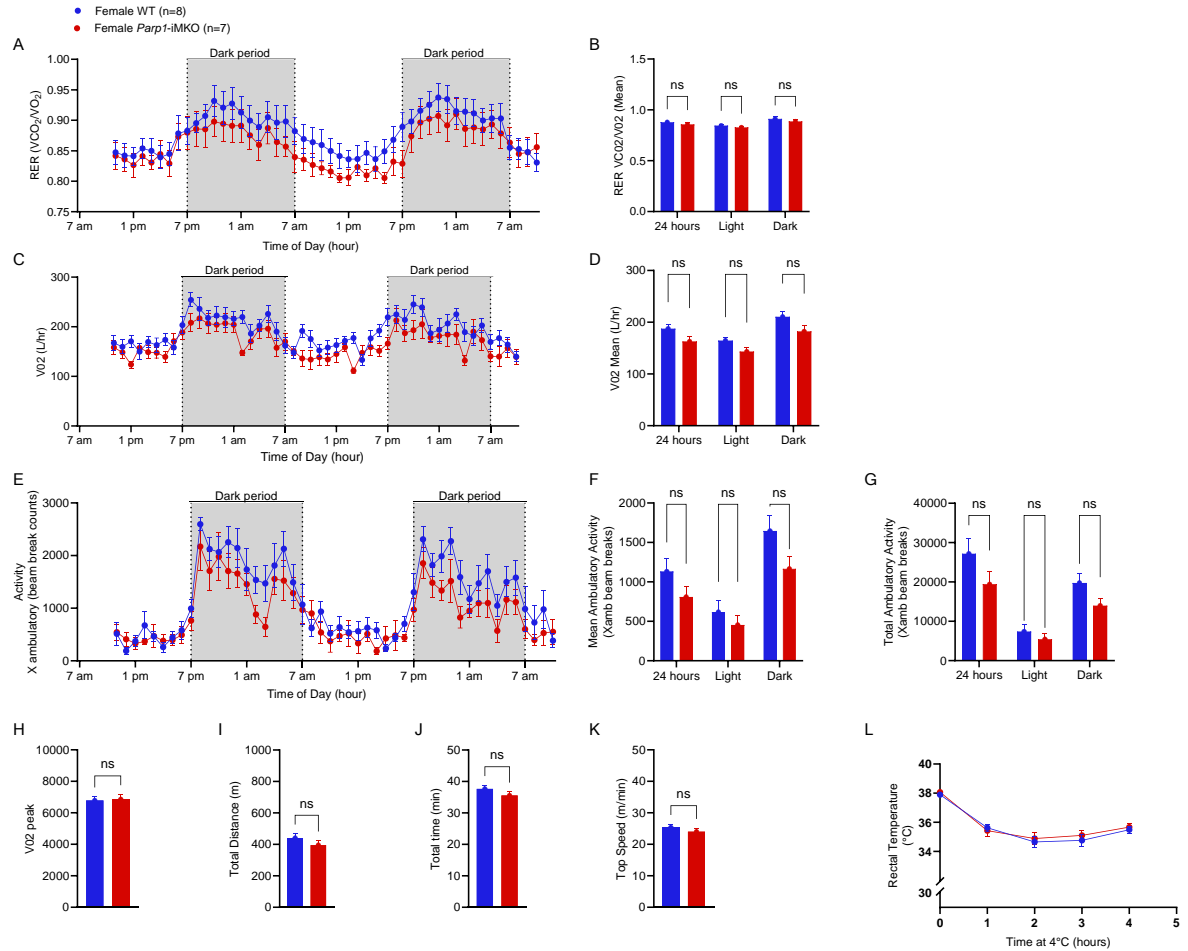 Female WT (n=8)
Female Parp1-iMKO (n=7)
A
Dark period
Dark period
RER (VCO2/VO2)
1.00
0.95
0.90
0.85
0.80
0.75
7 am
1 pm
7 pm
1 am
7 am
1 pm
7 pm
1 am
7 am
Time of Day (hour)
B
RER VC02/V02 (Mean)
1.5
1.0
0.5
0.0
ns
ns
ns
24 hours
Light
Dark
C
Dark period
Dark period
V02 (L/hr)
300
200
100
0
7 am
1 pm
7 pm
1 am
7 am
1 pm
7 pm
1 am
7 am
Time of Day (hour)
D
V02 Mean (L/hr)
300
200
100
0
ns
ns
ns
24 hours
Light
Dark
E
Dark period
Dark period
Activity
X ambulatory (beam break counts)
3000
2000
1000
0
7 am
1 pm
7 pm
1 am
7 am
1 pm
7 pm
1 am
7 am
Time of Day (hour)
F
Mean Ambulatory Activity
(Xamb beam breaks)
2000
1500
1000
500
0
ns
ns
ns
24 hours
Light
Dark
G
Total Ambulatory Activity
(Xamb beam breaks)
40000
30000
20000
10000
0
ns
ns
ns
24 hours
Light
Dark
H
V02 peak
10000
8000
6000
4000
2000
0
ns
I
Total Distance (m)
1000
800
600
400
200
0
ns
J
Total time (min)
50
40
30
20
10
0
ns
K
Top Speed (m/min)
50
40
30
20
10
0
ns
L
Rectal Temperature
(°C)
40
38
36
34
30
0
1
2
3
4
5
Time at 4°C (hours)